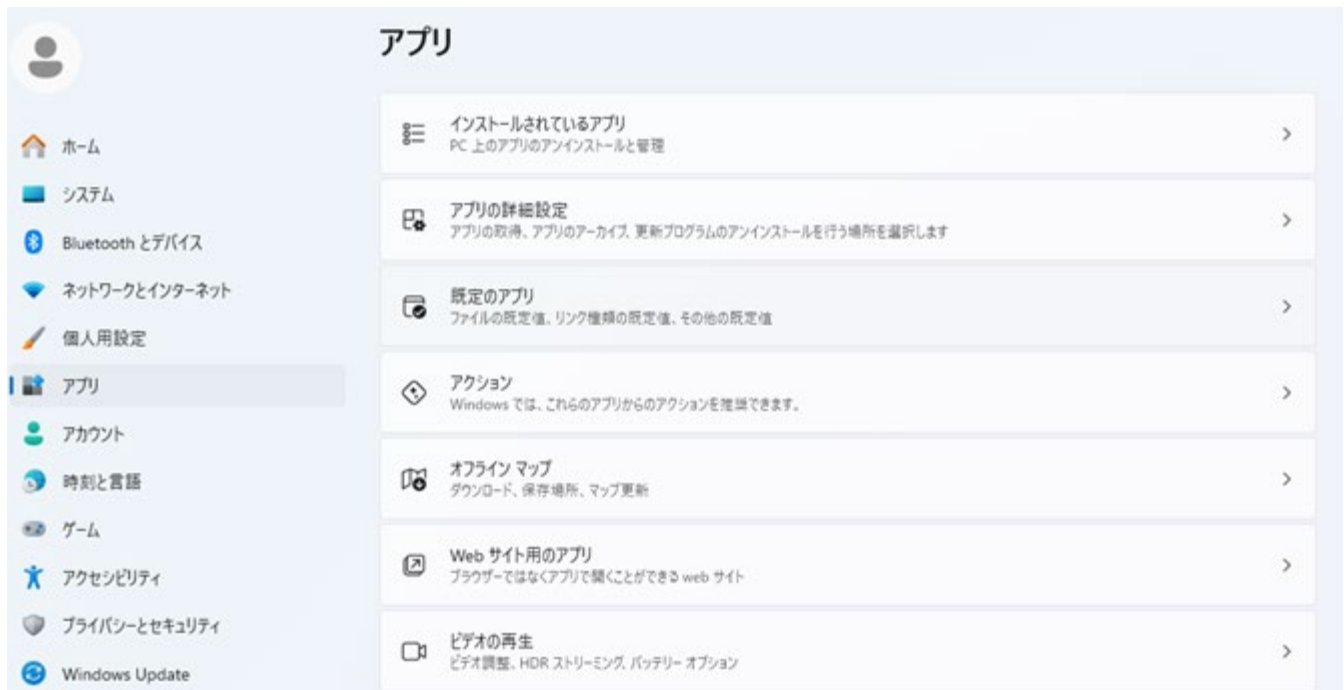 アプリ
ホーム
システム
Bluetooth とデバイス
ネットワークとインターネット
個人用設定
アプリ
アカウント
時刻と言語
ゲーム
アクセシビリティ
プライバシーとセキュリティ
Windows Update
インストールされているアプリ
PC 上のアプリのアンインストールと管理
アプリの詳細設定
アプリの取得、アプリのアーカイブ、更新プログラムのアンインストールを行う場所を選択します
既定のアプリ
ファイルの既定値、リンク種類の既定値、その他の既定値
アクション
Windows では、これらのアプリからのアクションを推奨できます。
オフライン マップ
ダウンロード、保存場所、マップ更新
Web サイト用のアプリ
ブラウザーではなくアプリで開くことができる web サイト
ビデオの再生
ビデオ調整、HDR ストリーミング、バッテリー オプション